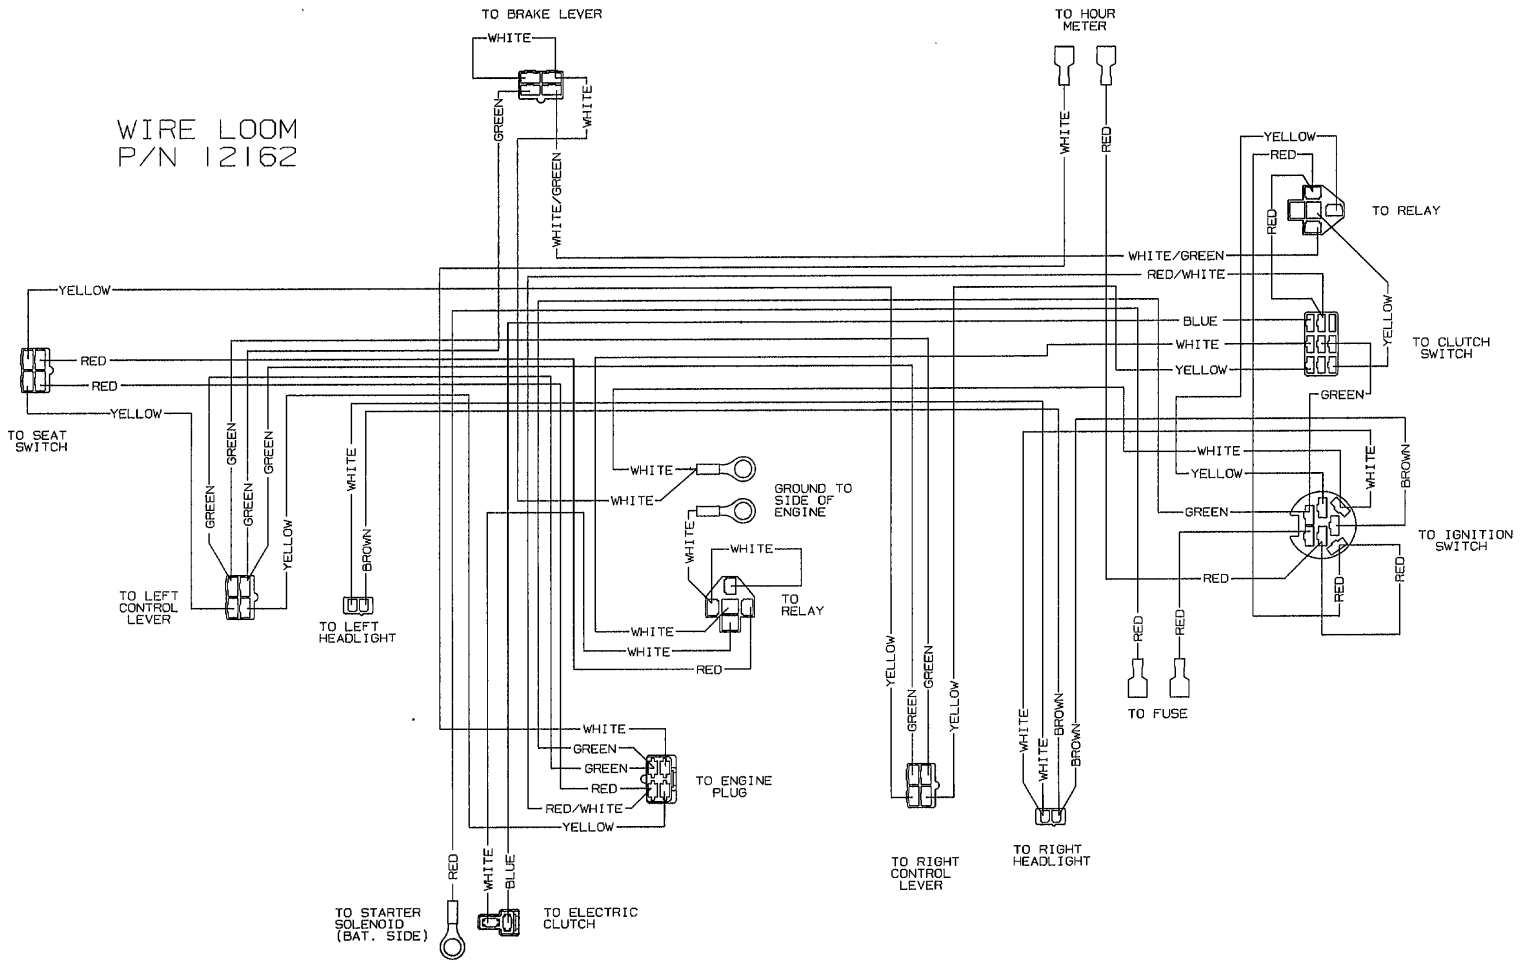 TO BRAKE LEVER
TO HOUR
METER
WHITE
WIRE LOOM
P/N 12162
GREEN
WHITE
WHITE
RED
YELLOW
RED
WHITE/GREEN
RED
TO RELAY
WHITE/GREEN
RED/WHITE
YELLOW
YELLOW
BLUE
WHITE
YELLOW
TO CLUTCH
SWITCH
RED
RED
GREEN
YELLOW
TO SEAT
SWITCH
GREEN
GREEN
GREEN
GREEN
YELLOW
WHITE
BROWN
WHITE
WHITE
GROUND TO
SIDE OF
ENGINE
WHITE
YELLOW
WHITE
BROWN
GREEN
TO IGNITION
SWITCH
WHITE
WHITE
RED
RED
RED
TO LEFT
CONTROL
LEVER
TO LEFT
HEADLIGHT
TO
RELAY
WHITE
WHITE
RED
RED
RED
TO FUSE
YELLOW
GREEN
GREEN
YELLOW
WHITE
WHITE
BROWN
BROWN
WHITE
GREEN
GREEN
RED
RED/WHITE
YELLOW
TO ENGINE
PLUG
RED
WHITE
BLUE
TO RIGHT
CONTROL
LEVER
TO RIGHT
HEADLIGHT
TO STARTER
SOLENOID
(BAT. SIDE)
TO ELECTRIC
CLUTCH